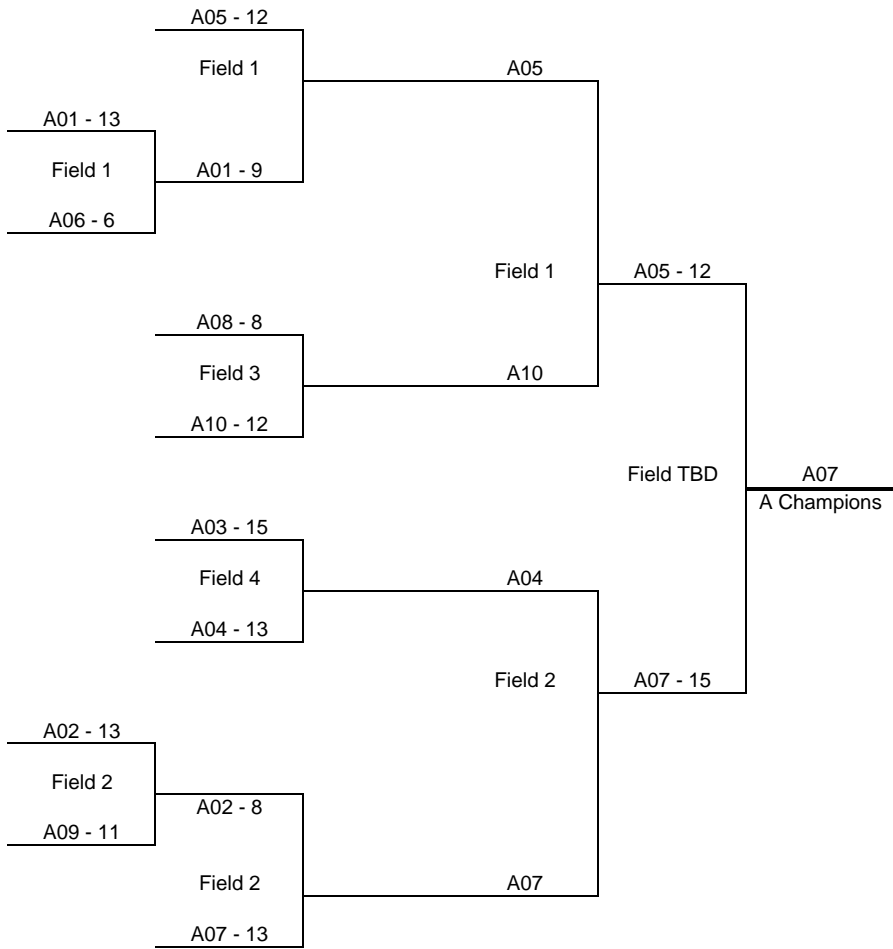 A05 - 12
Field 1
A05
A01 - 13
Field 1
A01 - 9
A06 - 6
Field 1
A05 - 12
A08 - 8
Field 3
A10
A10 - 12
Field TBD
A07
A Champions
A03 - 15
Field 4
A04
A04 - 13
Field 2
A07 - 15
A02 - 13
Field 2
A02 - 8
A09 - 11
Field 2
A07
A07 - 13